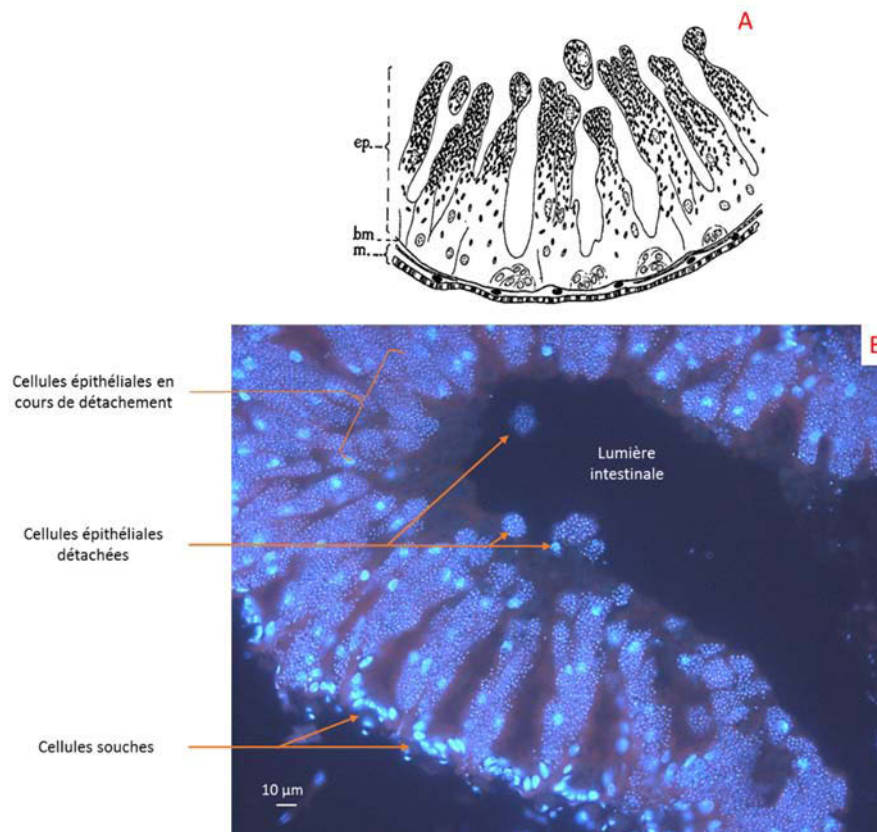 A
ep.
bm
m.
B
Cellules épithéliales en
cours de détachement
Lumière
intestinale
Cellules épithéliales
détachées
Cellules souches
10 µm